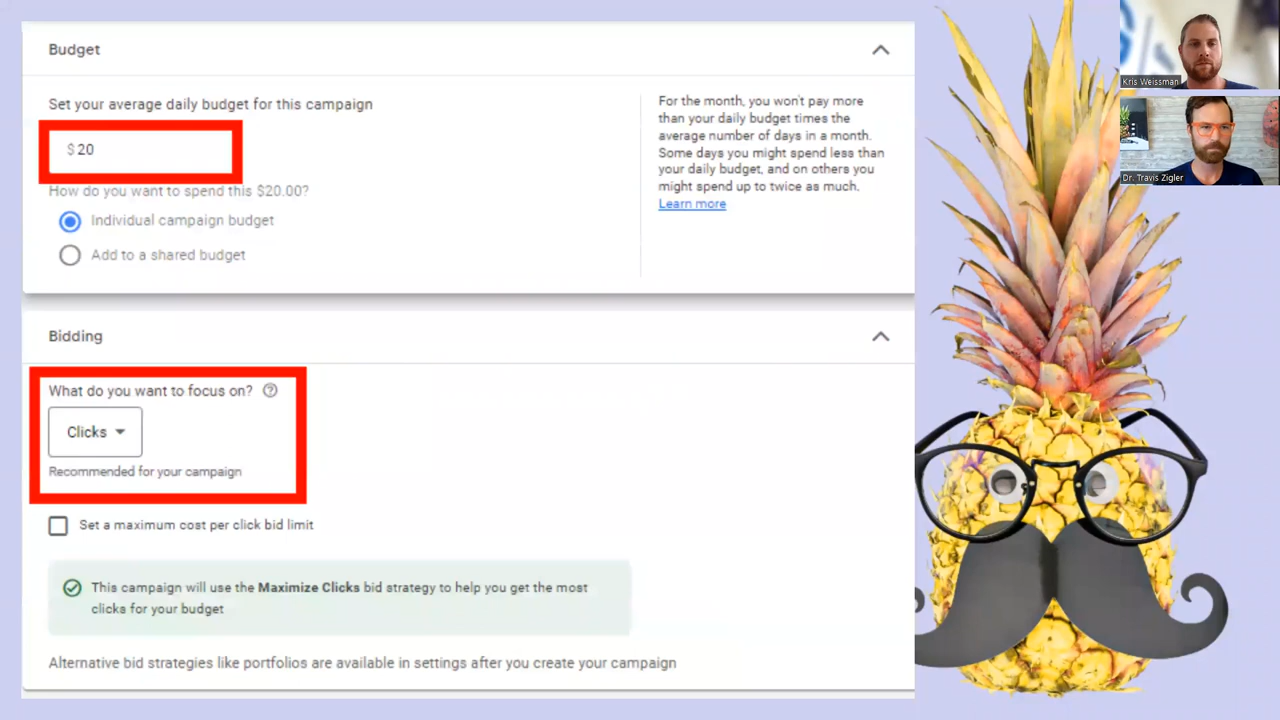 Budget
Set your average daily budget for this campaign
$ 20
How do you want to spend this $20.00?
Individual campaign budget
Add to a shared budget
For the month, you won't pay more
than your daily budget times the
average number of days in a month.
Some days you might spend less than
your daily budget, and on others you
might spend up to twice as much.
Learn more
Bidding
What do you want to focus on?
Clicks
Recommended for your campaign
Set a maximum cost per click bid limit
This campaign will use the Maximize Clicks bid strategy to help you get the most
clicks for your budget
Alternative bid strategies like portfolios are available in settings after you create your campaign
Kris Weissman
Dr. Travis Zigler